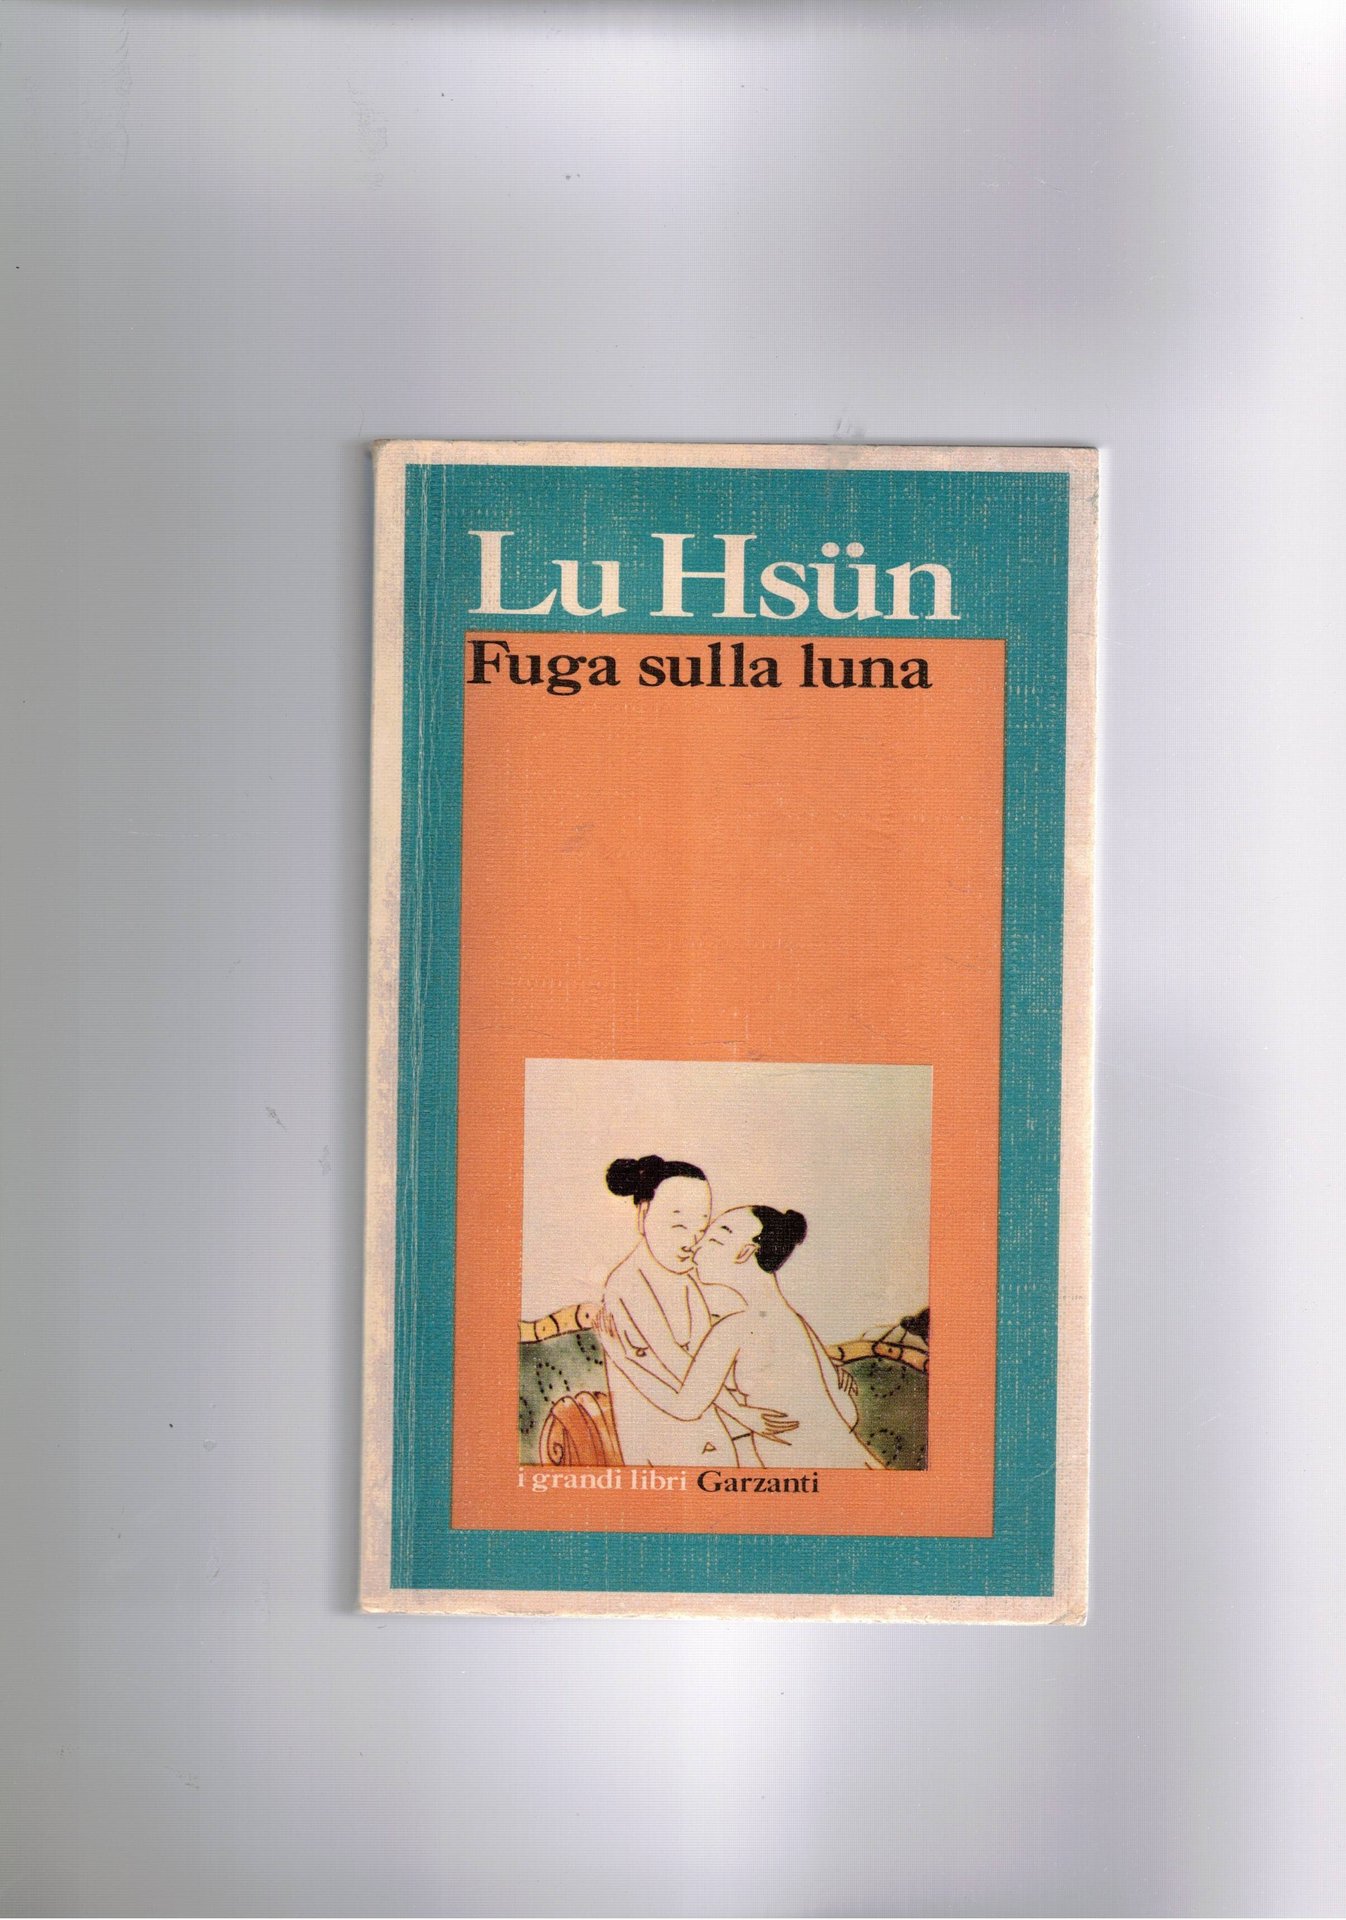 Lu Hsün
Fuga sulla luna
i grandi libri Garzanti